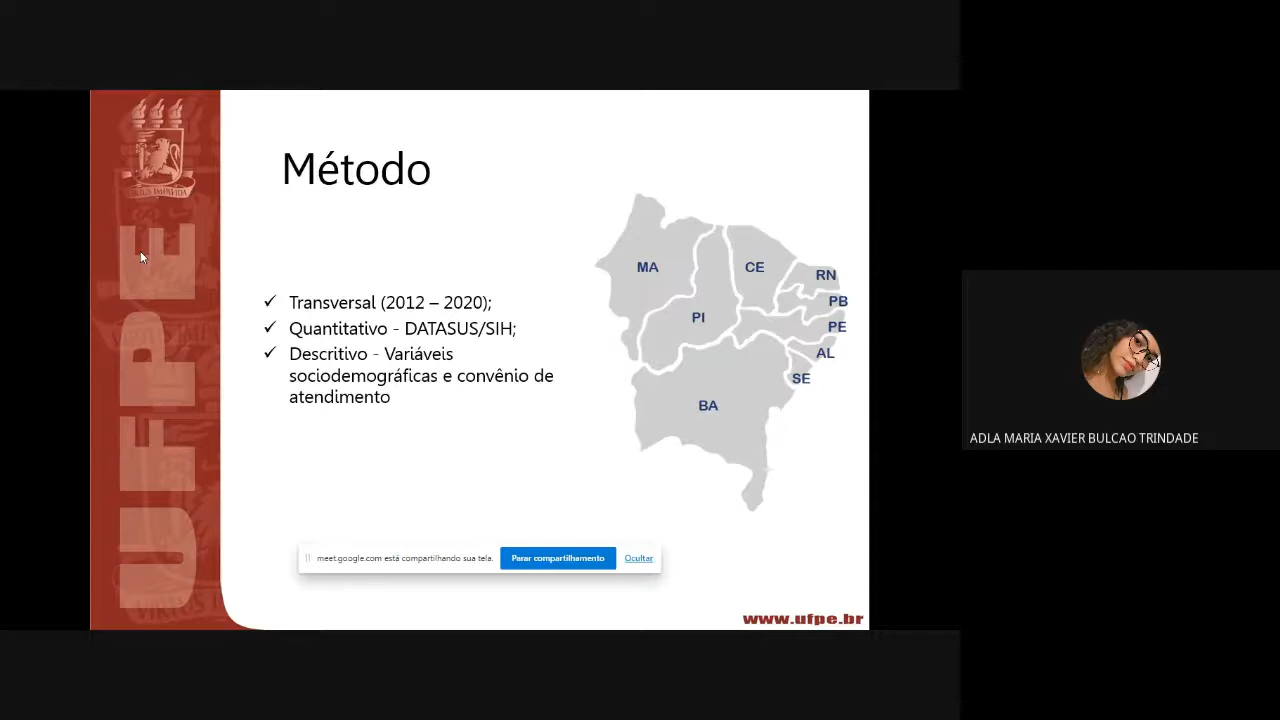 Método
✓ Transversal (2012 – 2020);
✓ Quantitativo - DATASUS/SIH;
✓ Descritivo - Variáveis
sociodemográficas e convênio de
atendimento
MA
CE
RN
PB
PI
PE
AL
SE
BA
UFPE
meet.google.com está compartilhando sua tela.
Parar compartilhamento
Ocultar
www.ufpe.br
ADLA MARIA XAVIER BULCAO TRINDADE